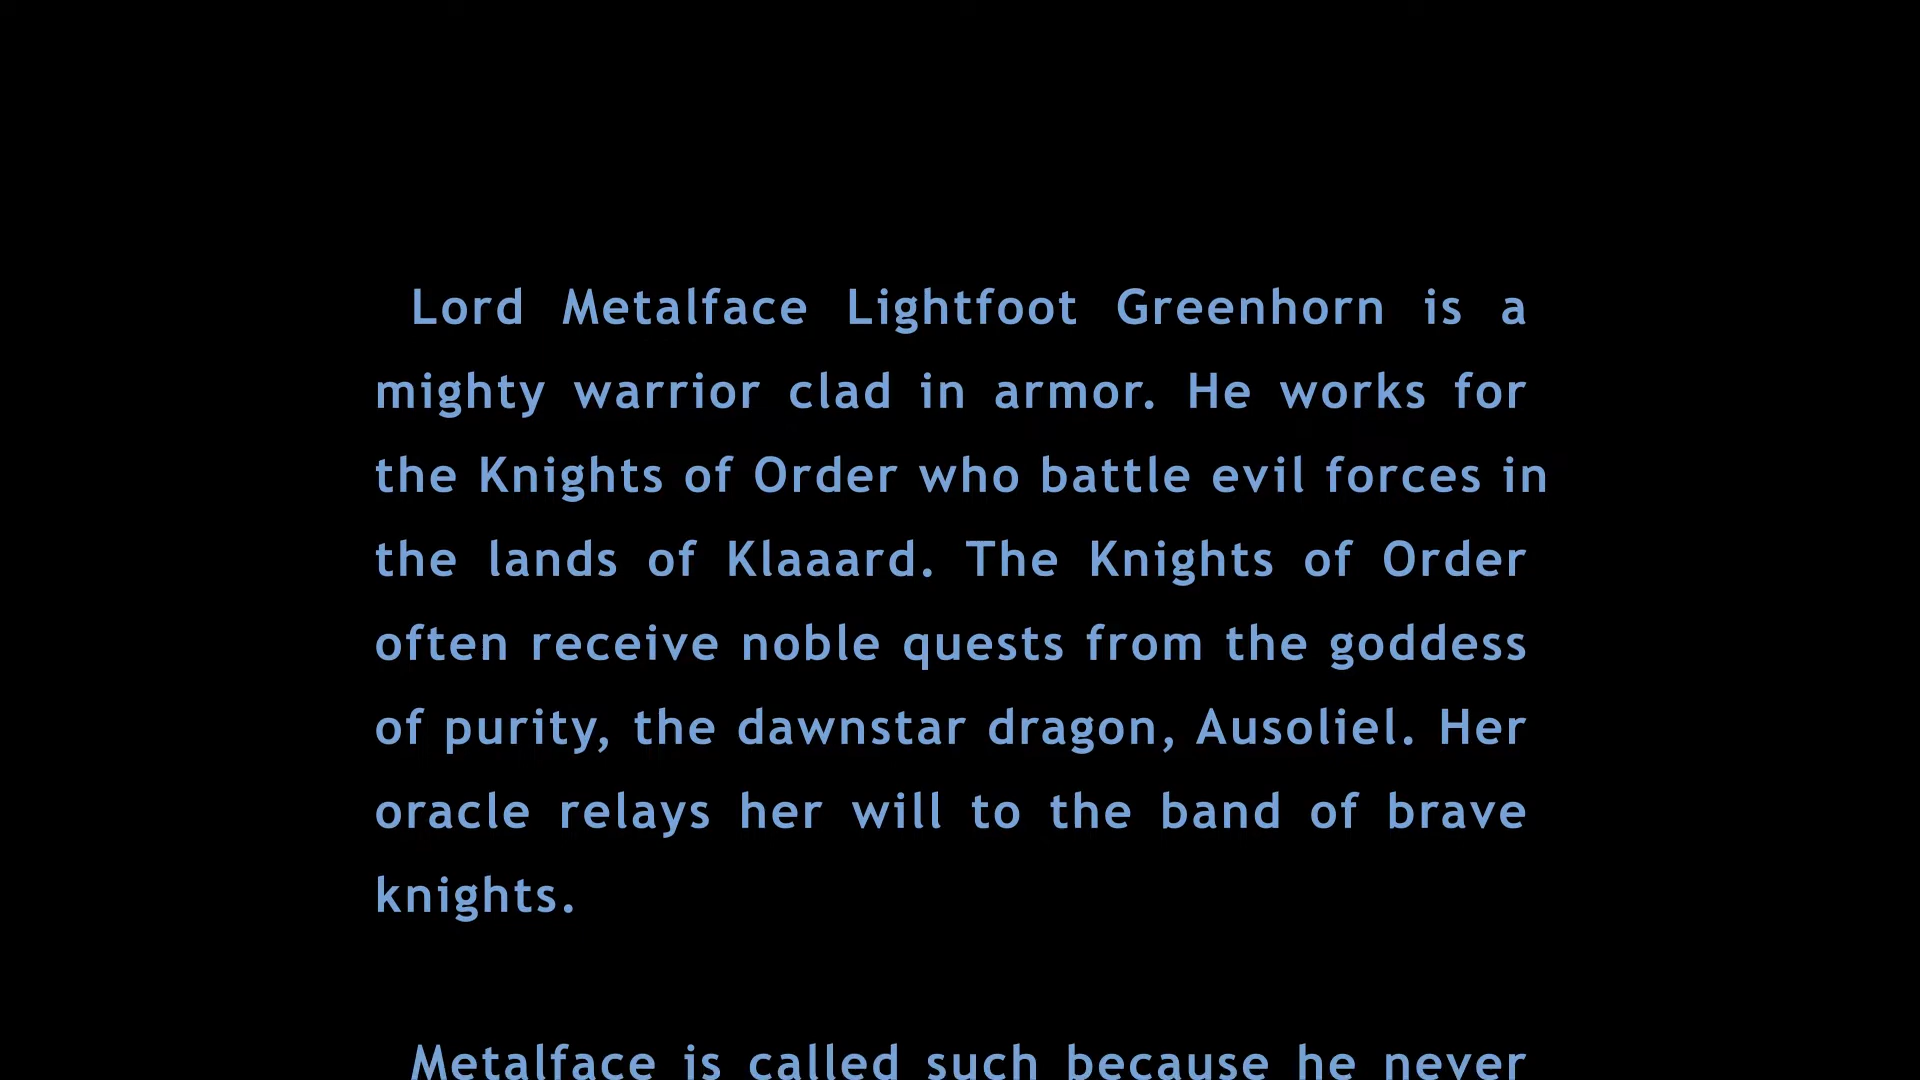 Lord Metalface Lightfoot Greenhorn is a
mighty warrior clad in armor. He works for
the Knights of Order who battle evil forces in
the lands of Klaaard. The Knights of Order
often receive noble quests from the goddess
of purity, the dawnstar dragon, Ausoliel. Her
oracle relays her will to the band of brave
knights.
Metalface is called such because he never